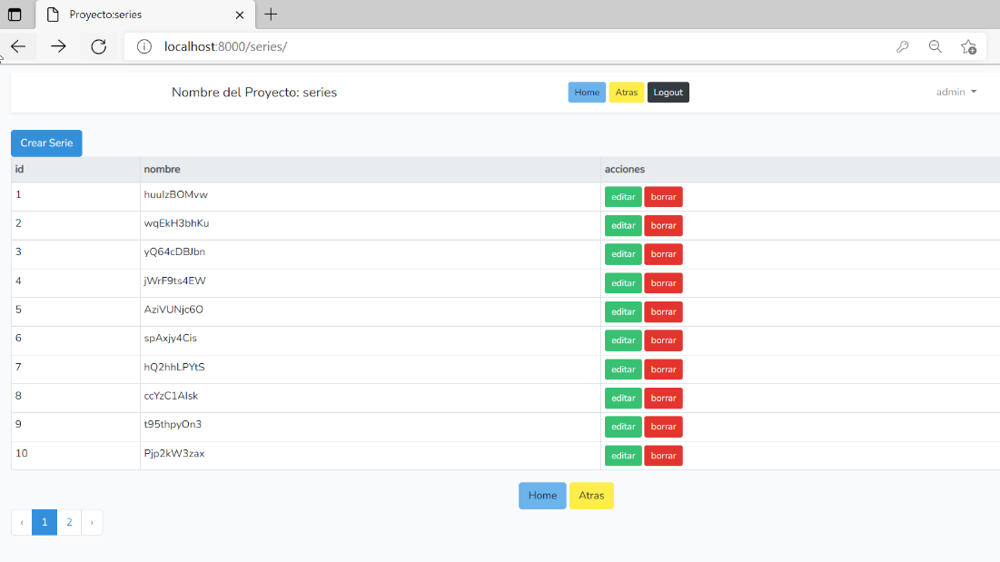 Proyecto:series
localhost:8000/series/
Nombre del Proyecto: series Home Atras Logout admin
Crear Serie
id nombre acciones
1 huuIzBOMvw editar borrar
2 wqEkH3bhKu editar borrar
3 yQ64cDBJbn editar borrar
4 jWrF9ts4EW editar borrar
5 AziVUNjc6O editar borrar
6 spAxjy4Cis editar borrar
7 hQ2hhLPYtS editar borrar
8 ccYzC1AIsk editar borrar
9 t95thpyOn3 editar borrar
10 Pjp2kW3zax editar borrar
Home Atras
‹ 1 2 ›